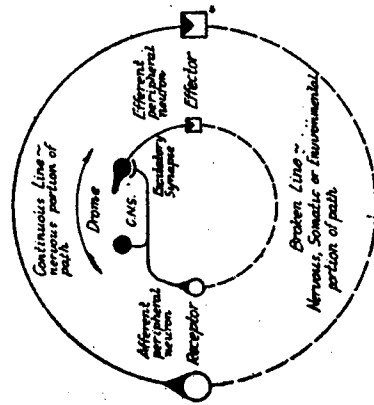 Continuous Line ~
nervous portion of
path
Drome
C.N.S.
Afferent
peripheral
neuron
Receptor
Efferent
peripheral
neuron
Effector
Excitatory
Synapse
Broken Line ~
Nervous, Somatic or Environmental
portion of path